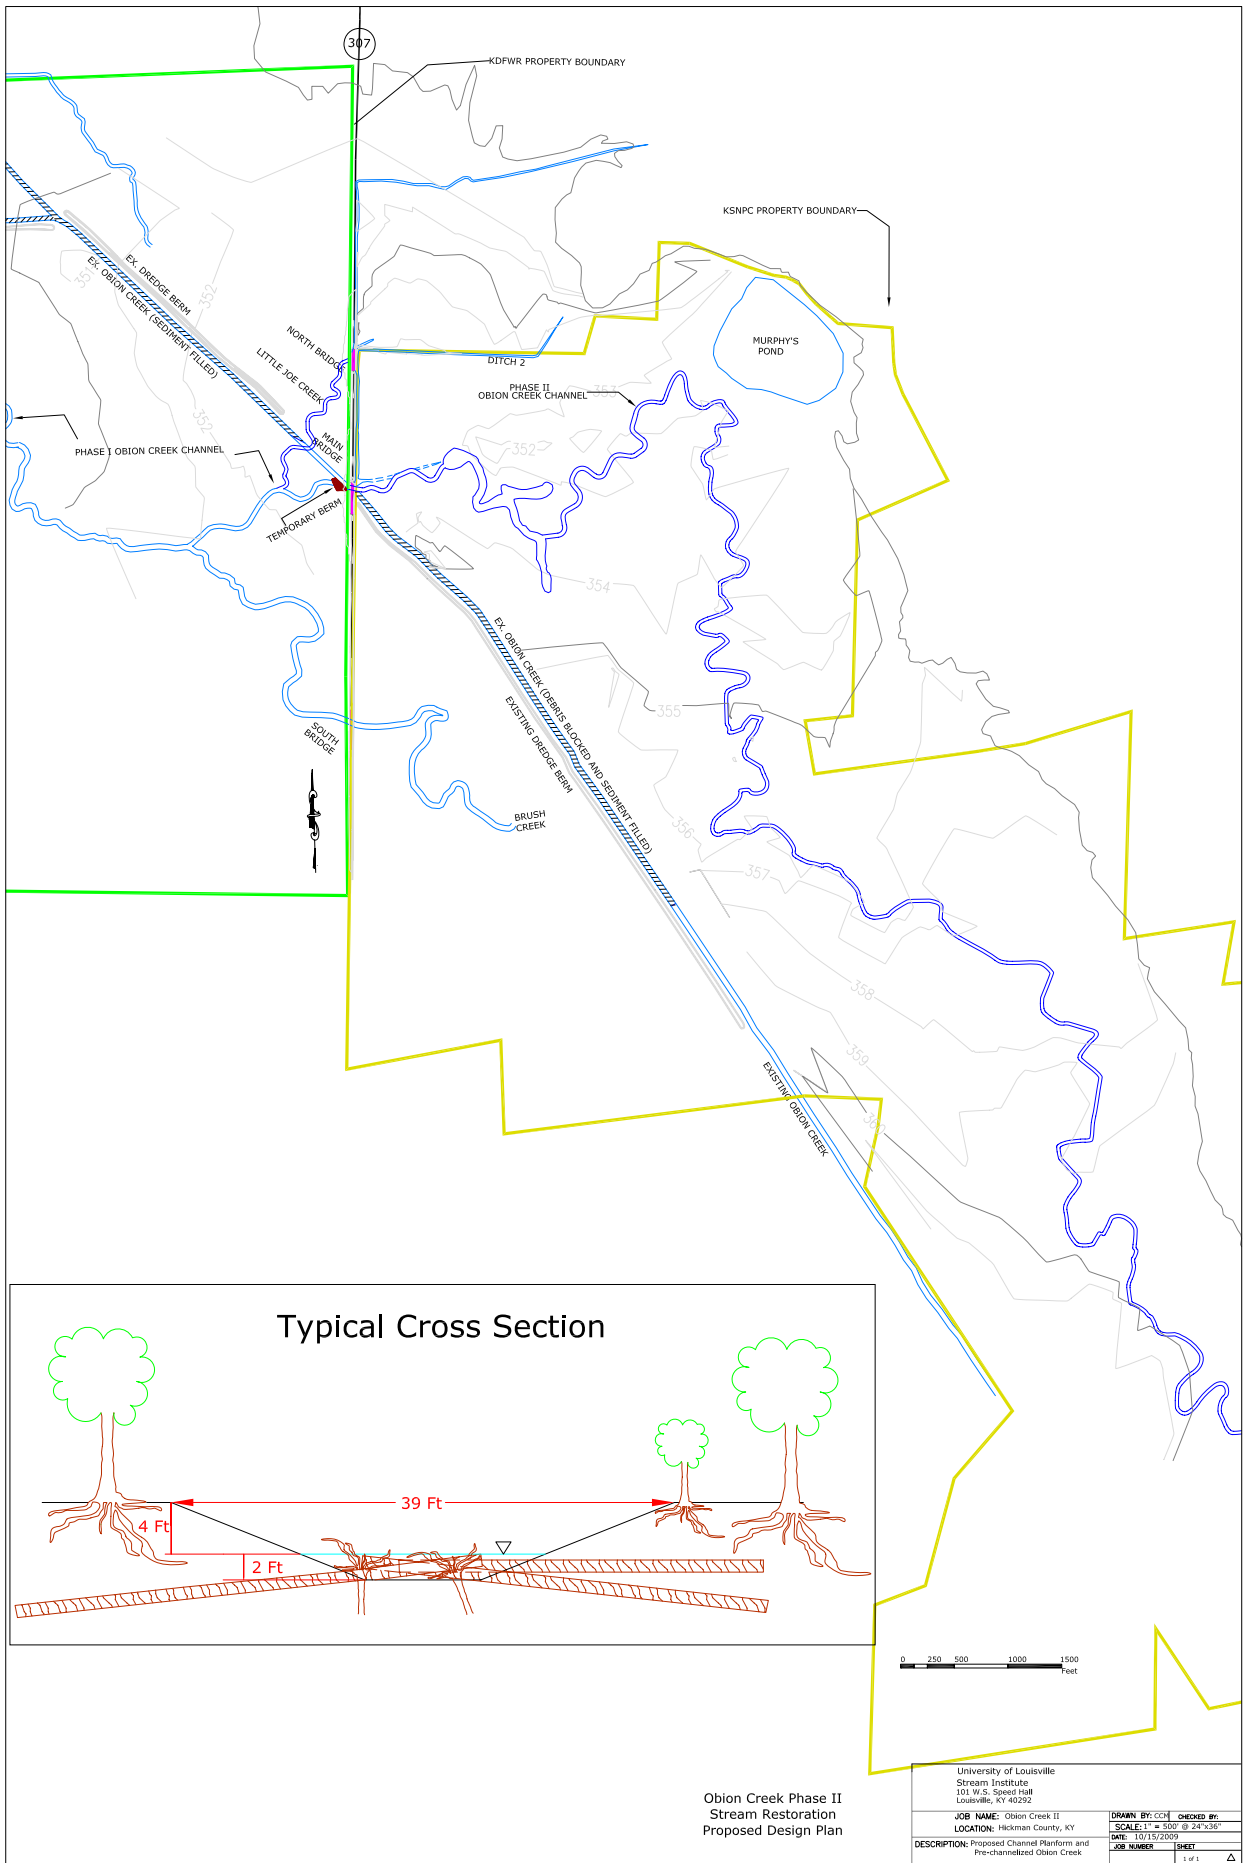 307
KDFWR PROPERTY BOUNDARY
KSNPC PROPERTY BOUNDARY
351
352
EX. DREDGE BERM
EX. OBION CREEK (SEDIMENT FILLED)
NORTH BRIDGE
LITTLE JOE CREEK
MURPHY'S
POND
DITCH 2
PHASE II
OBION CREEK CHANNEL
353
352
352
MAIN
BRIDGE
PHASE I OBION CREEK CHANNEL
TEMPORARY BERM
354
EX. OBION CREEK (DEBRIS BLOCKED AND SEDIMENT FILLED)
EXISTING DREDGE BERM
355
SOUTH
BRIDGE
BRUSH
CREEK
356
357
358
359
EXISTING OBION CREEK
360
Typical Cross Section
39 Ft
4 Ft
2 Ft
0 250 500 1000 1500
Feet
Obion Creek Phase II
Stream Restoration
Proposed Design Plan
University of Louisville
Stream Institute
101 W.S. Speed Hall
Louisville, KY 40292
JOB NAME: Obion Creek II
LOCATION: Hickman County, KY
DRAWN BY: CCM CHECKED BY:
SCALE: 1" = 500' @ 24"x36"
DATE: 10/15/2009
DESCRIPTION: Proposed Channel Planform and
Pre-channelized Obion Creek
JOB NUMBER SHEET
1 of 1